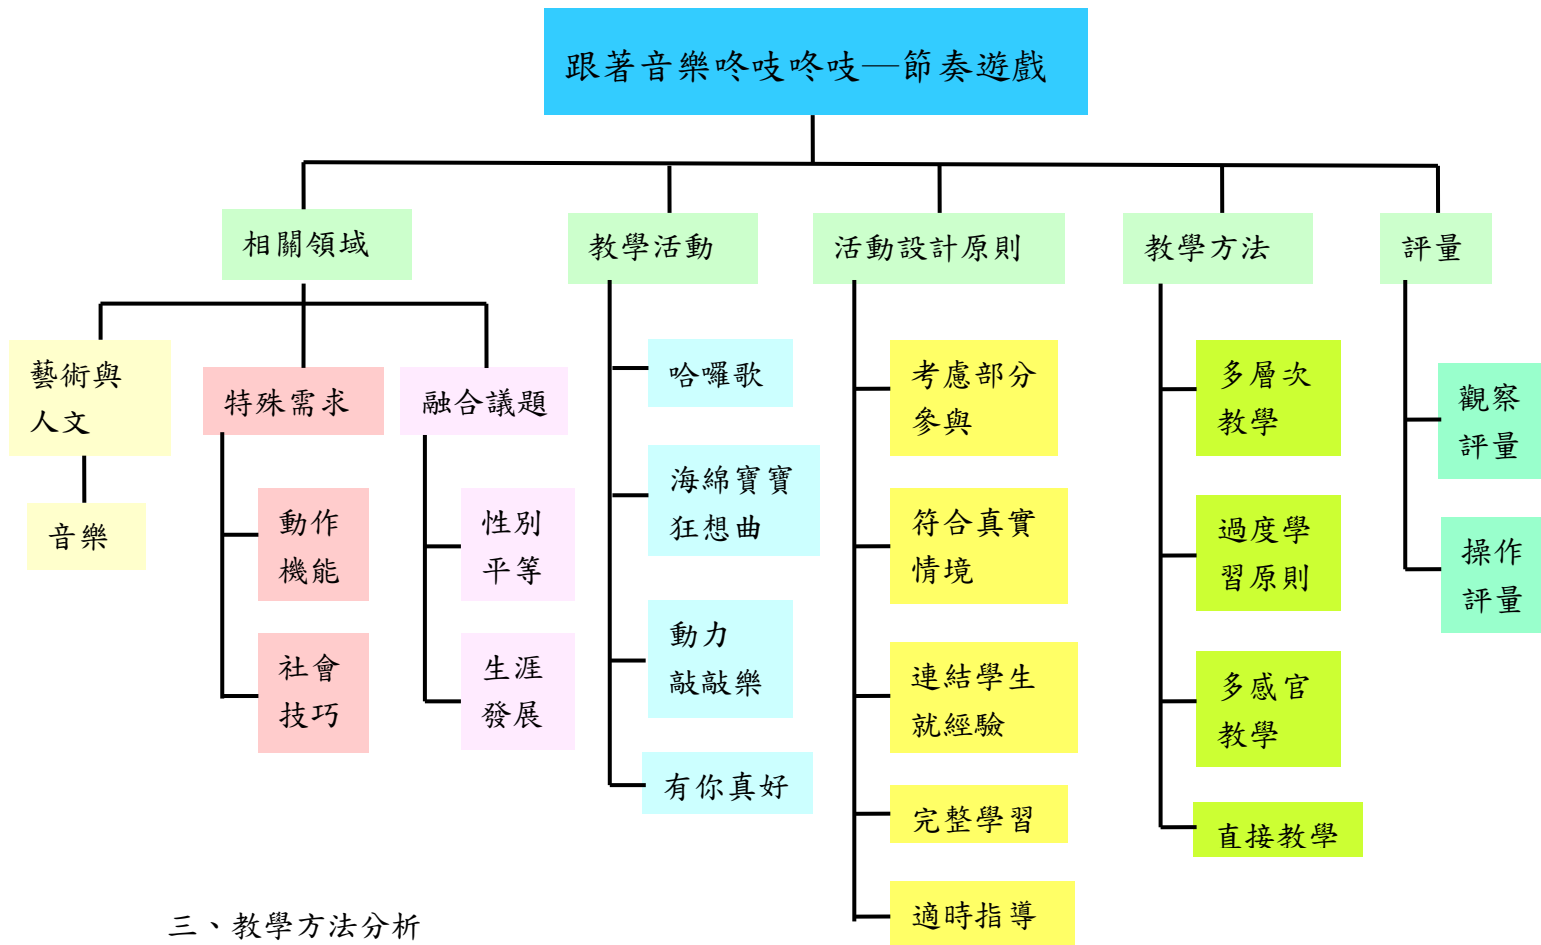 跟著音樂咚吱咚吱—節奏遊戲
相關領域
教學活動
活動設計原則
教學方法
評量
藝術與
人文
音樂
特殊需求
動作
機能
社會
技巧
融合議題
性別
平等
生涯
發展
哈囉歌
海綿寶寶
狂想曲
動力
敲敲樂
有你真好
考慮部分
參與
符合真實
情境
連結學生
就經驗
完整學習
適時指導
多層次
教學
過度學
習原則
多感官
教學
直接教學
觀察
評量
操作
評量
三、教學方法分析